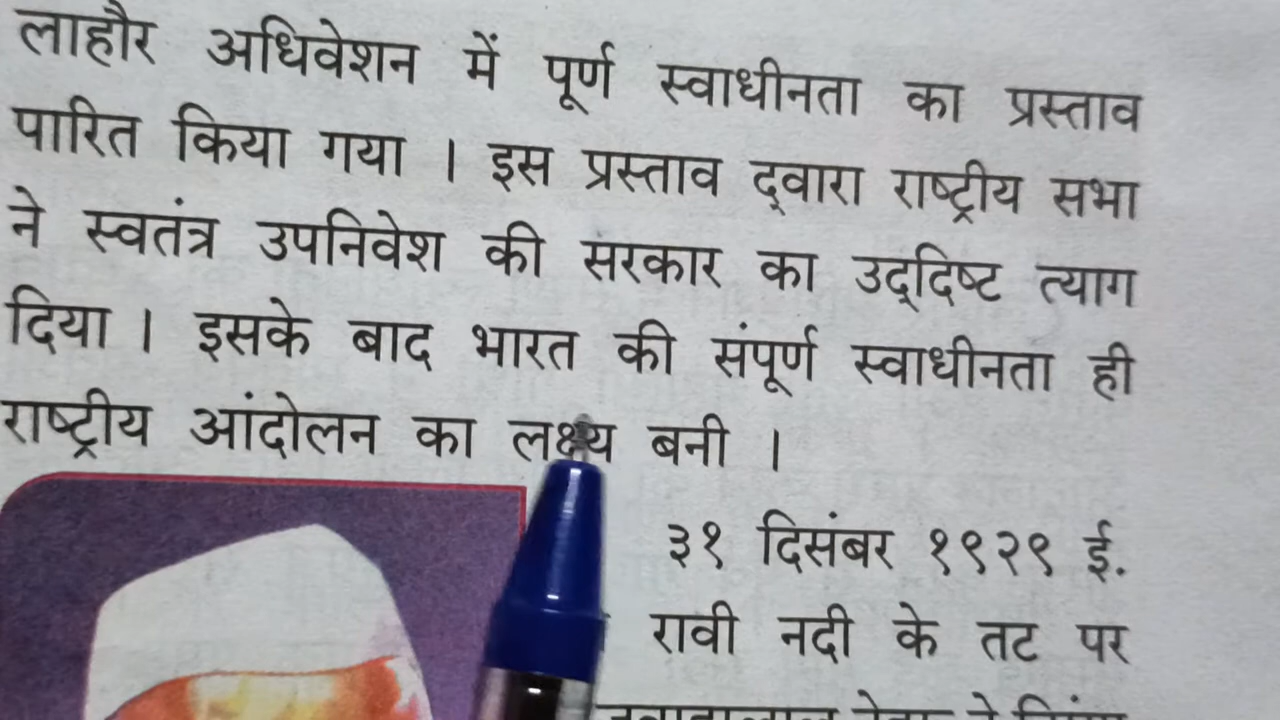 लाहौर अधिवेशन में पूर्ण स्वाधीनता का प्रस्ताव
पारित किया गया । इस प्रस्ताव द्‌वारा राष्ट्रीय सभा
ने स्वतंत्र उपनिवेश की सरकार का उद्‌दिष्ट त्याग
दिया । इसके बाद भारत की संपूर्ण स्वाधीनता ही
राष्ट्रीय आंदोलन का लक्ष्य बनी ।
३१ दिसंबर १९२९ ई.
रावी नदी के तट पर